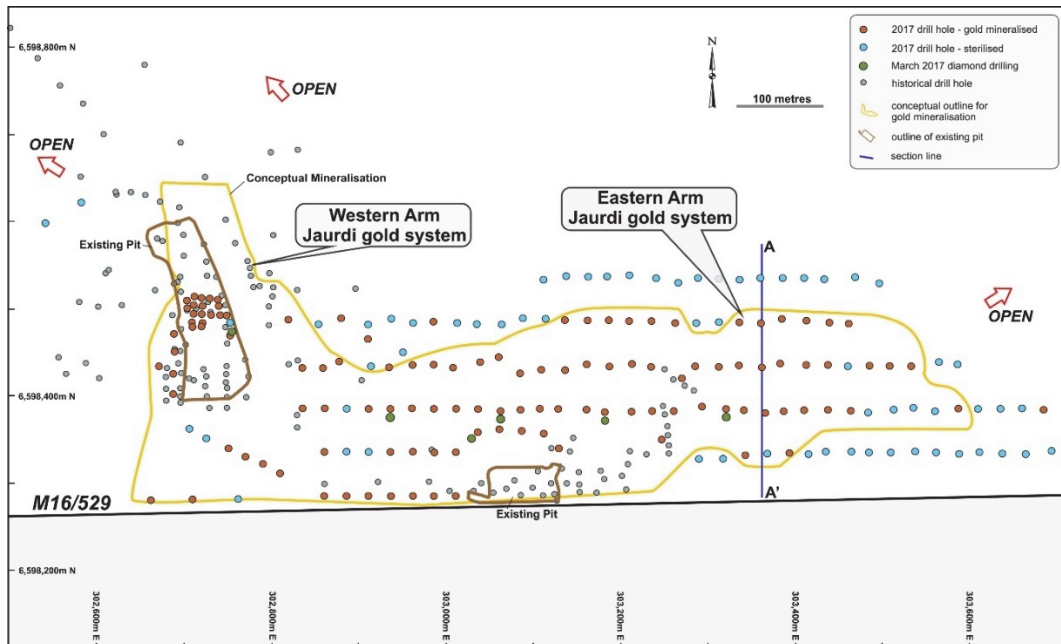 6,598,800m N
OPEN
OPEN
N
100 metres
2017 drill hole - gold mineralised
2017 drill hole - sterilised
March 2017 diamond drilling
historical drill hole
conceptual outline for
gold mineralisation
outline of existing pit
section line
Conceptual Mineralisation
Western Arm
Jaurdi gold system
Eastern Arm
Jaurdi gold system
Existing Pit
A
OPEN
6,598,400m N
M16/529
A'
Existing Pit
6,598,200m N
302,600m E
302,800m E
303,000m E
303,200m E
303,400m E
303,600m E